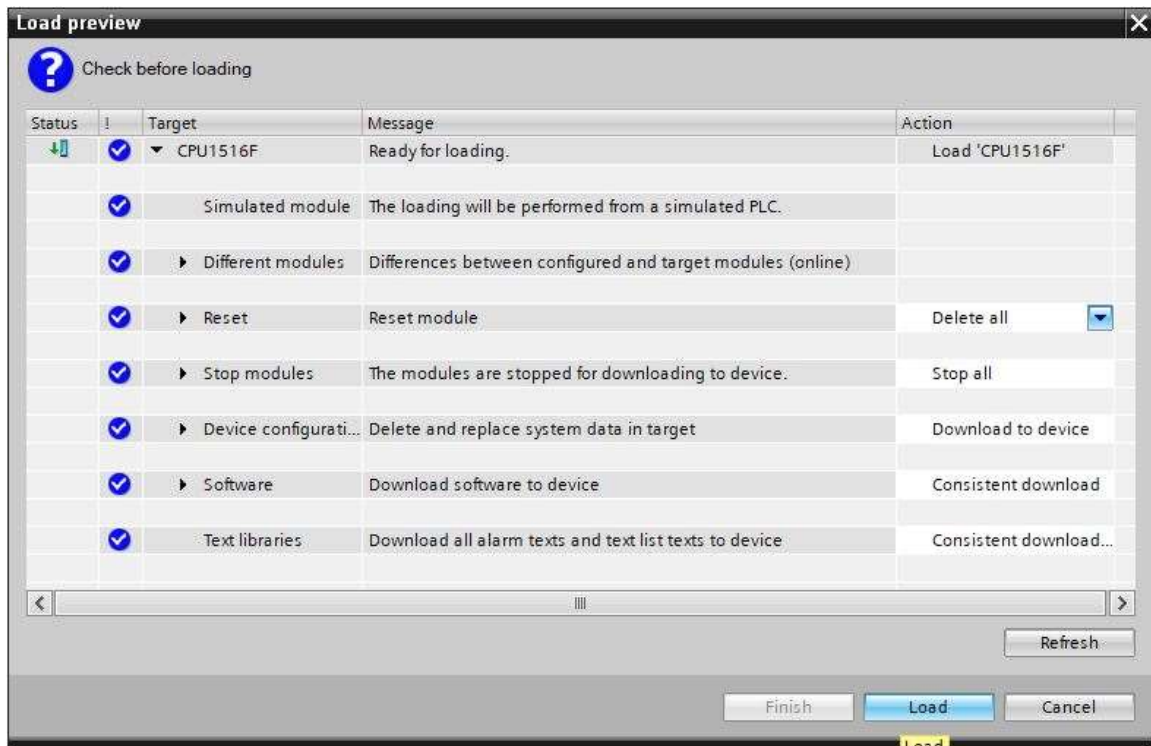 Load preview
Check before loading
Status ! Target Message Action
CPU1516F Ready for loading. Load 'CPU1516F'
Simulated module The loading will be performed from a simulated PLC.
Different modules Differences between configured and target modules (online)
Reset Reset module Delete all
Stop modules The modules are stopped for downloading to device. Stop all
Device configurati... Delete and replace system data in target Download to device
Software Download software to device Consistent download
Text libraries Download all alarm texts and text list texts to device Consistent download...
Refresh
Finish Load Cancel
Load